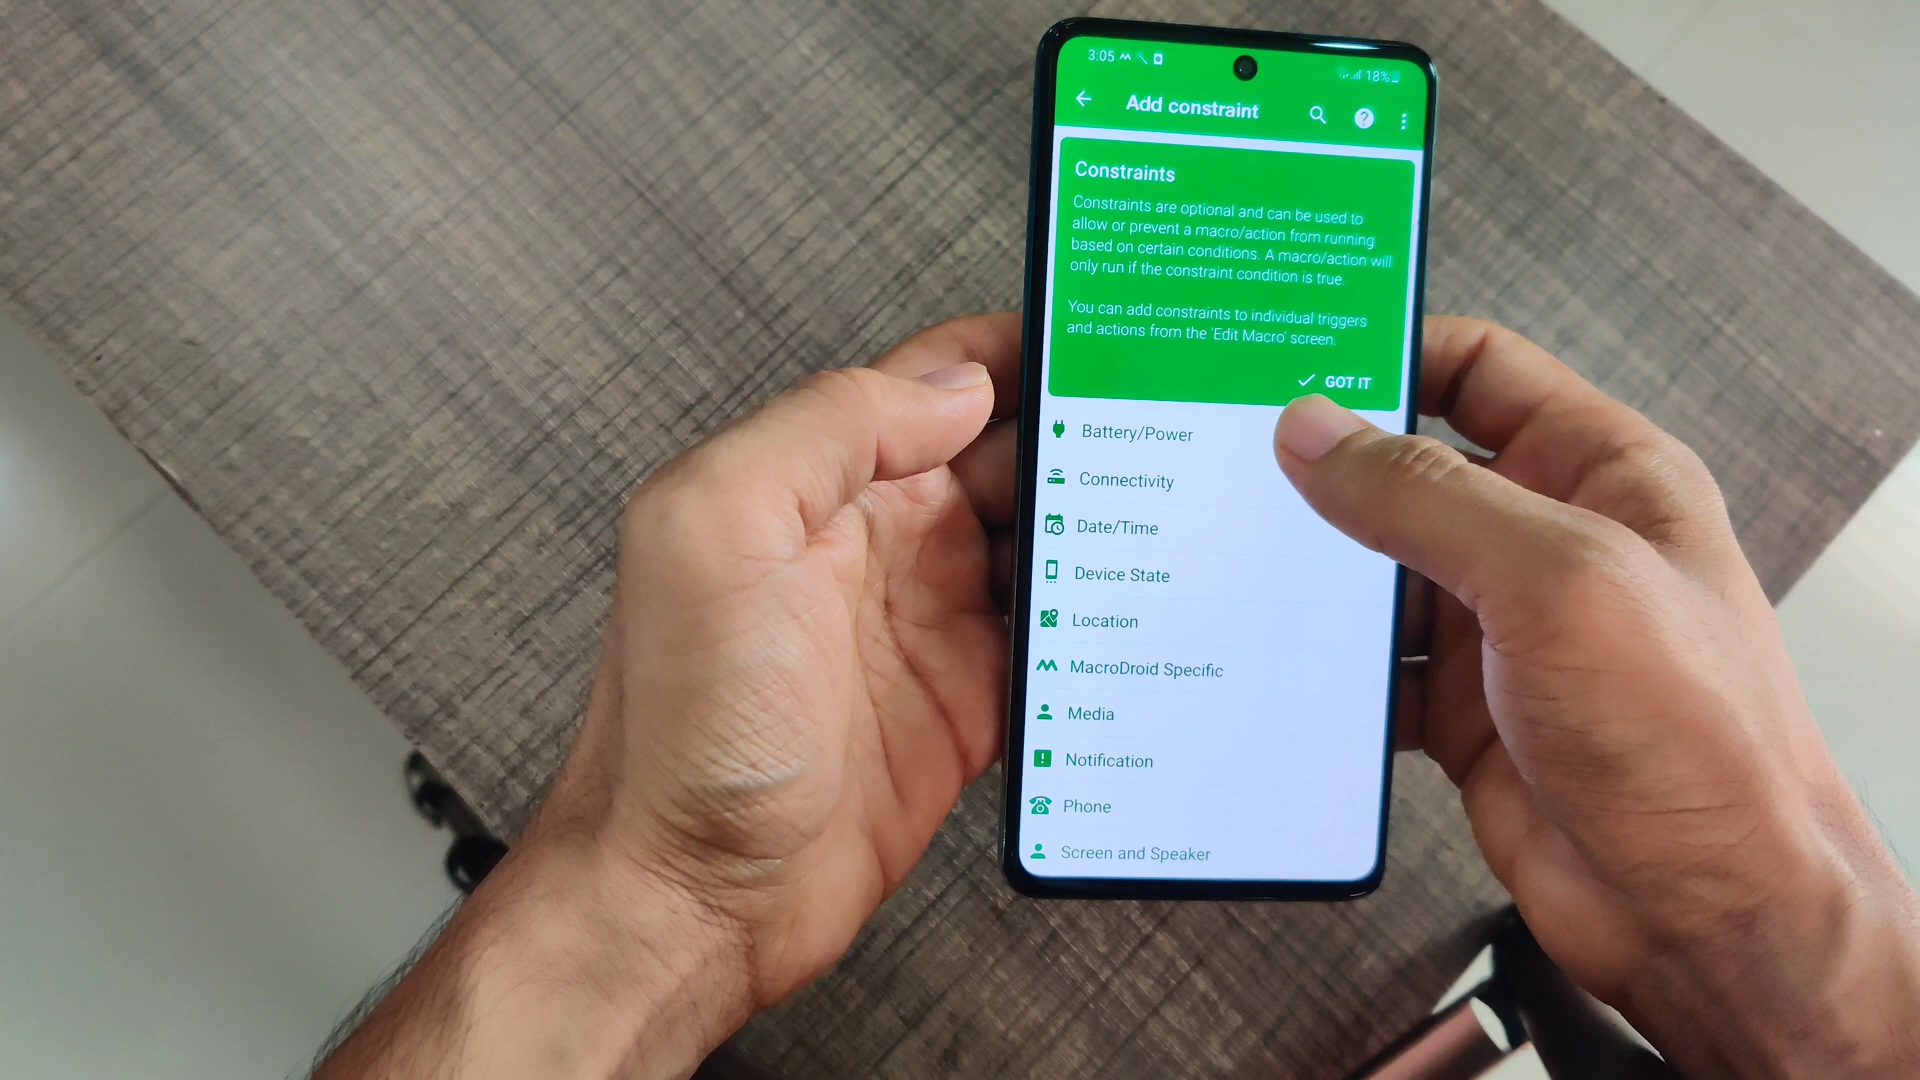 3:05
18%
Add constraint
Constraints
Constraints are optional and can be used to
allow or prevent a macro/action from running
based on certain conditions. A macro/action will
only run if the constraint condition is true.
You can add constraints to individual triggers
and actions from the 'Edit Macro' screen.
GOT IT
Battery/Power
Connectivity
Date/Time
Device State
Location
MacroDroid Specific
Media
Notification
Phone
Screen and Speaker